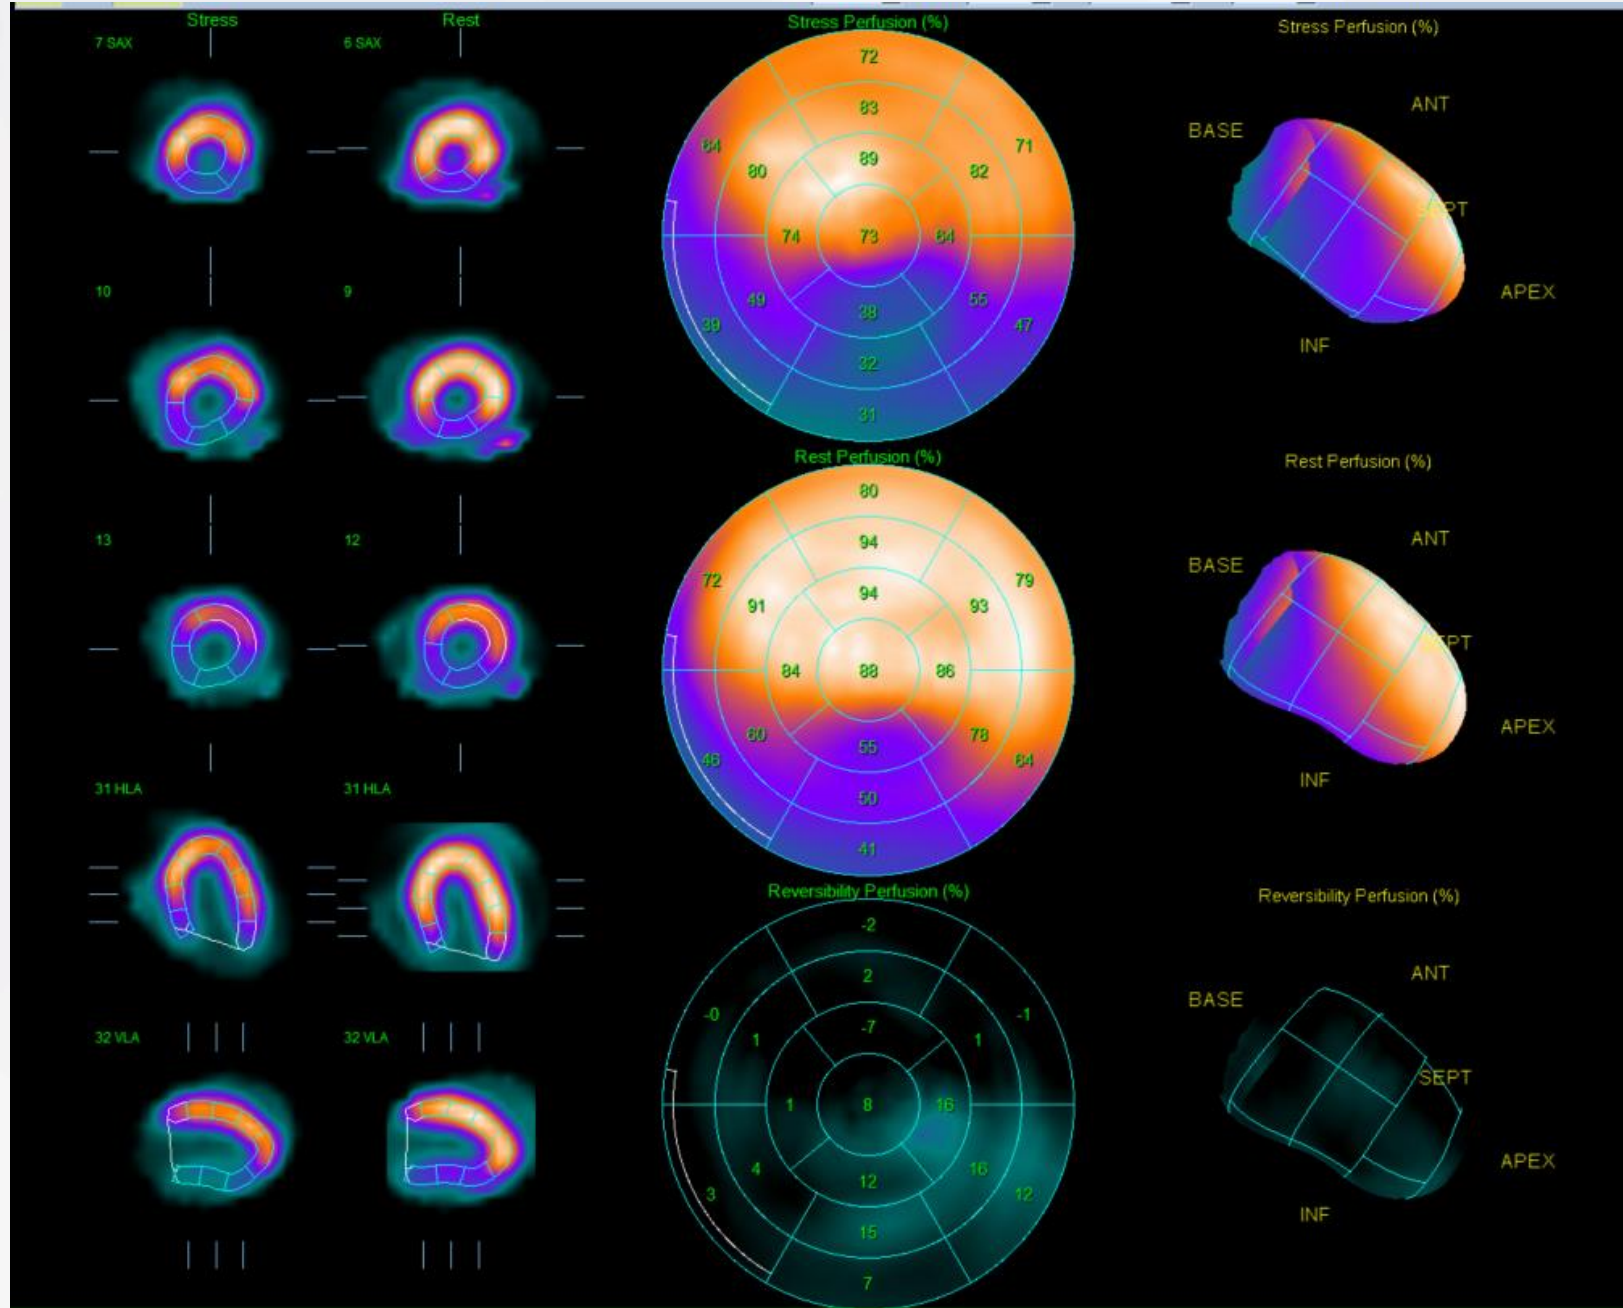 Stress Rest
7 SAX 6 SAX
10 9
13 12
31 HLA 31 HLA
32 VLA 32 VLA
Stress Perfusion (%)
72
83
64 71
89
80 82
74 73 64
49 55
38
39 47
32
31
Rest Perfusion (%)
80
94
72 79
94
91 93
84 88 86
60 78
55
46 64
50
41
Reversibility Perfusion (%)
-2
2
-0 -1
-7
1 1
1 8 16
4 16
12
3 12
15
7
Stress Perfusion (%)
ANT
BASE
SEPT
APEX
INF
Rest Perfusion (%)
ANT
BASE
SEPT
APEX
INF
Reversibility Perfusion (%)
ANT
BASE
SEPT
APEX
INF